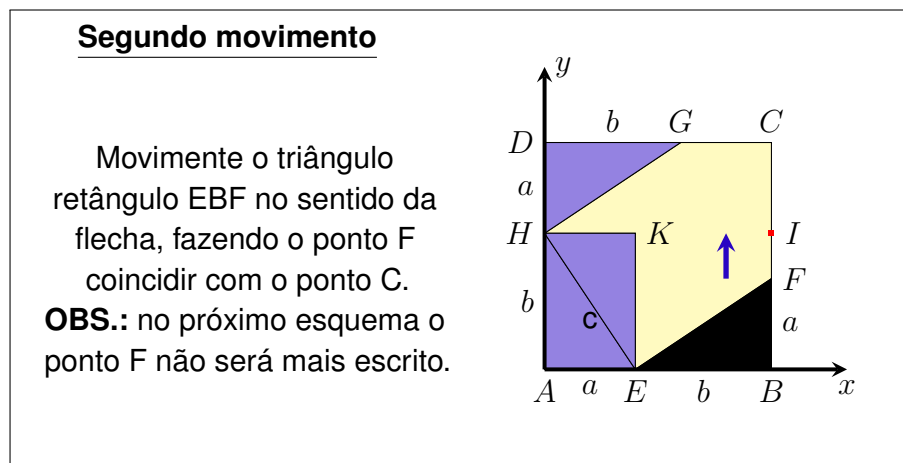 Segundo movimento
Movimente o triângulo
retângulo EBF no sentido da
flecha, fazendo o ponto F
coincidir com o ponto C.
OBS.: no próximo esquema o
ponto F não será mais escrito.
y
D b G C
a
H K I
F
b c a
A a E b B x